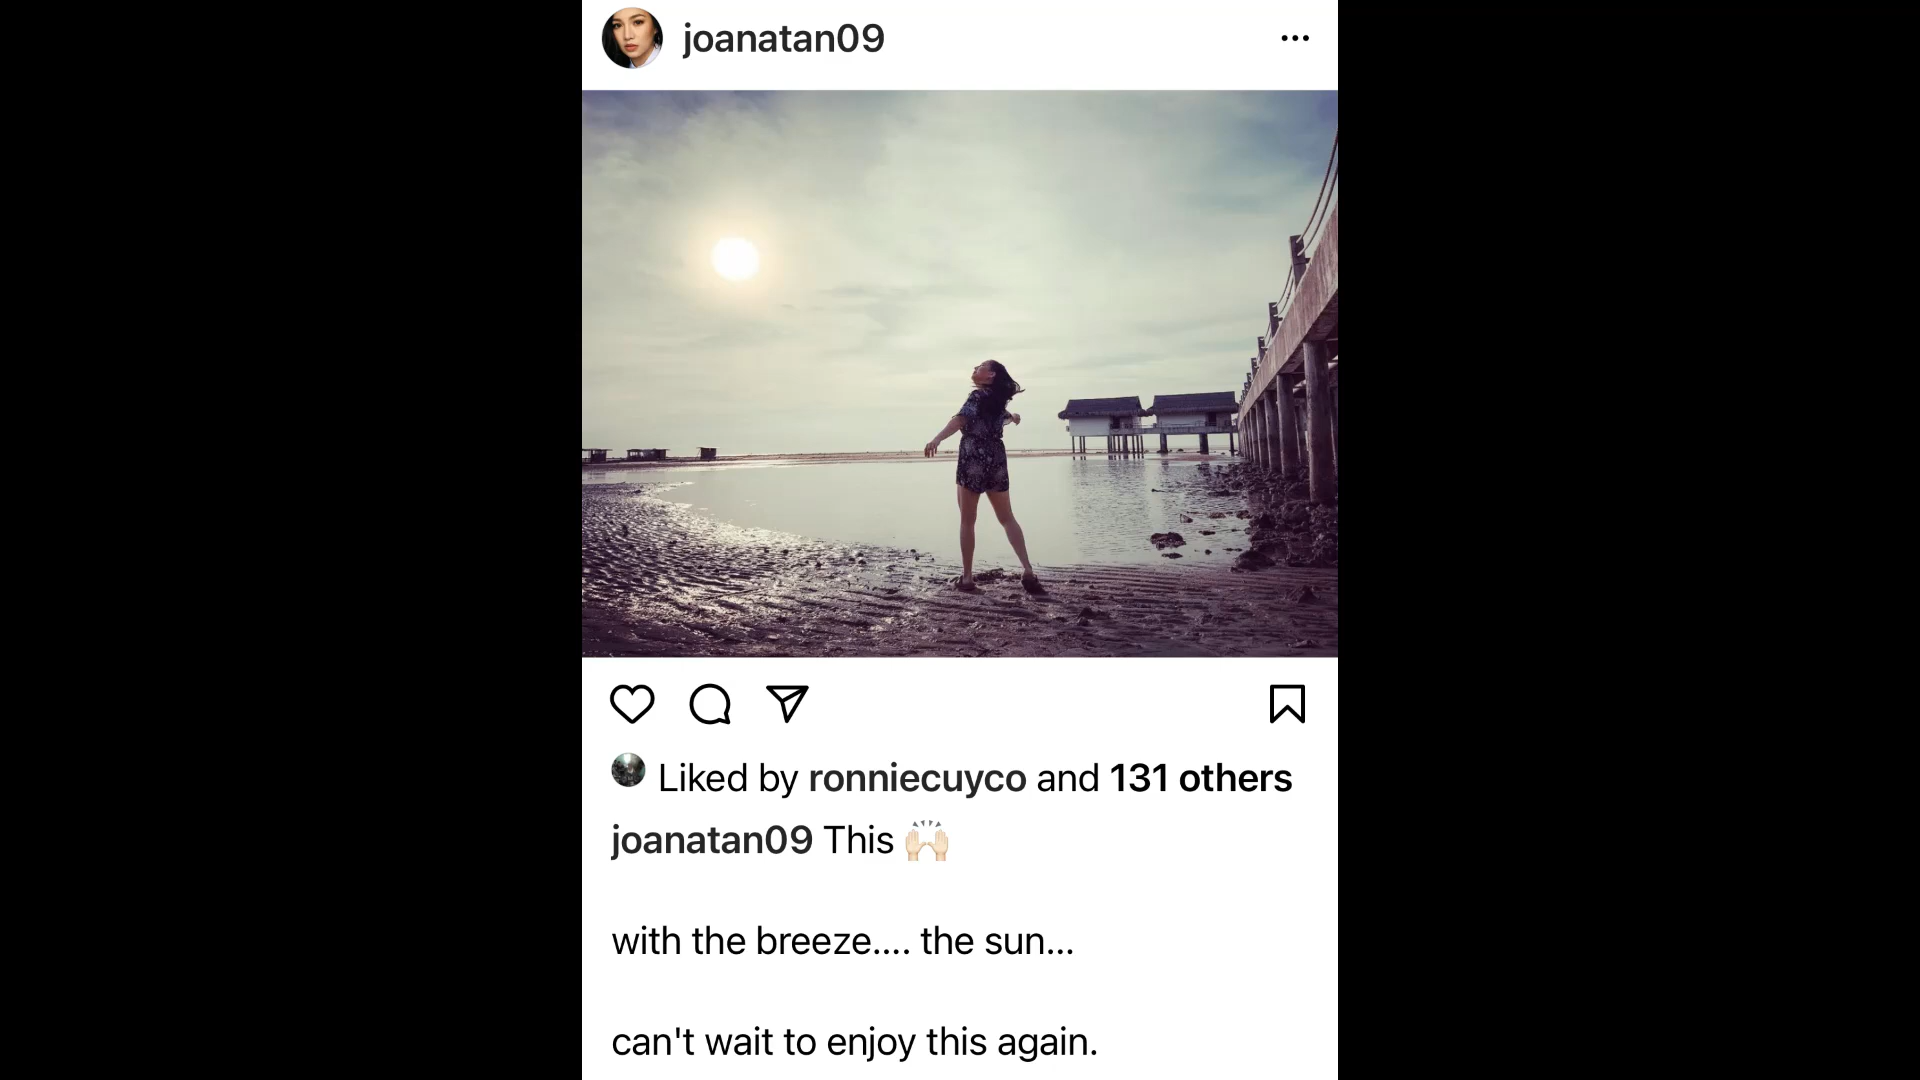 joanatan09
Liked by ronniecuyco and 131 others
joanatan09 This 🙌🏻
with the breeze.... the sun...
can't wait to enjoy this again.